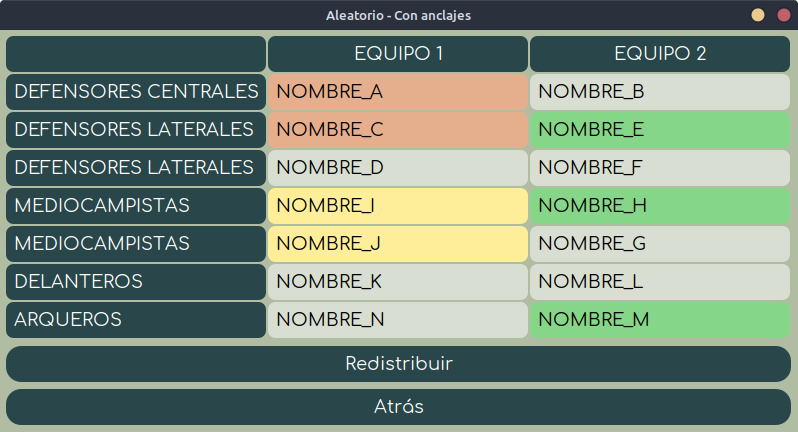 Aleatorio - Con anclajes
EQUIPO 1 EQUIPO 2
DEFENSORES CENTRALES NOMBRE_A NOMBRE_B
DEFENSORES LATERALES NOMBRE_C NOMBRE_E
DEFENSORES LATERALES NOMBRE_D NOMBRE_F
MEDIOCAMPISTAS NOMBRE_I NOMBRE_H
MEDIOCAMPISTAS NOMBRE_J NOMBRE_G
DELANTEROS NOMBRE_K NOMBRE_L
ARQUEROS NOMBRE_N NOMBRE_M
Redistribuir
Atrás